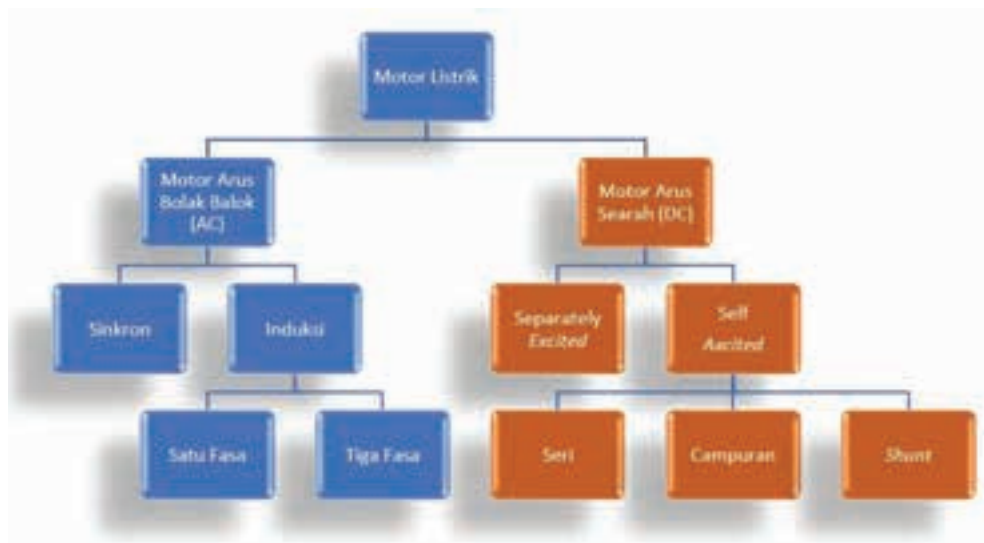 Motor Listrik
Motor Arus
Bolak Balok
(AC)
Motor Arus
Searah (DC)
Sinkron
Induksi
Separately
Excited
Self
Aacited
Satu Fasa
Tiga Fasa
Seri
Campuran
Shunt